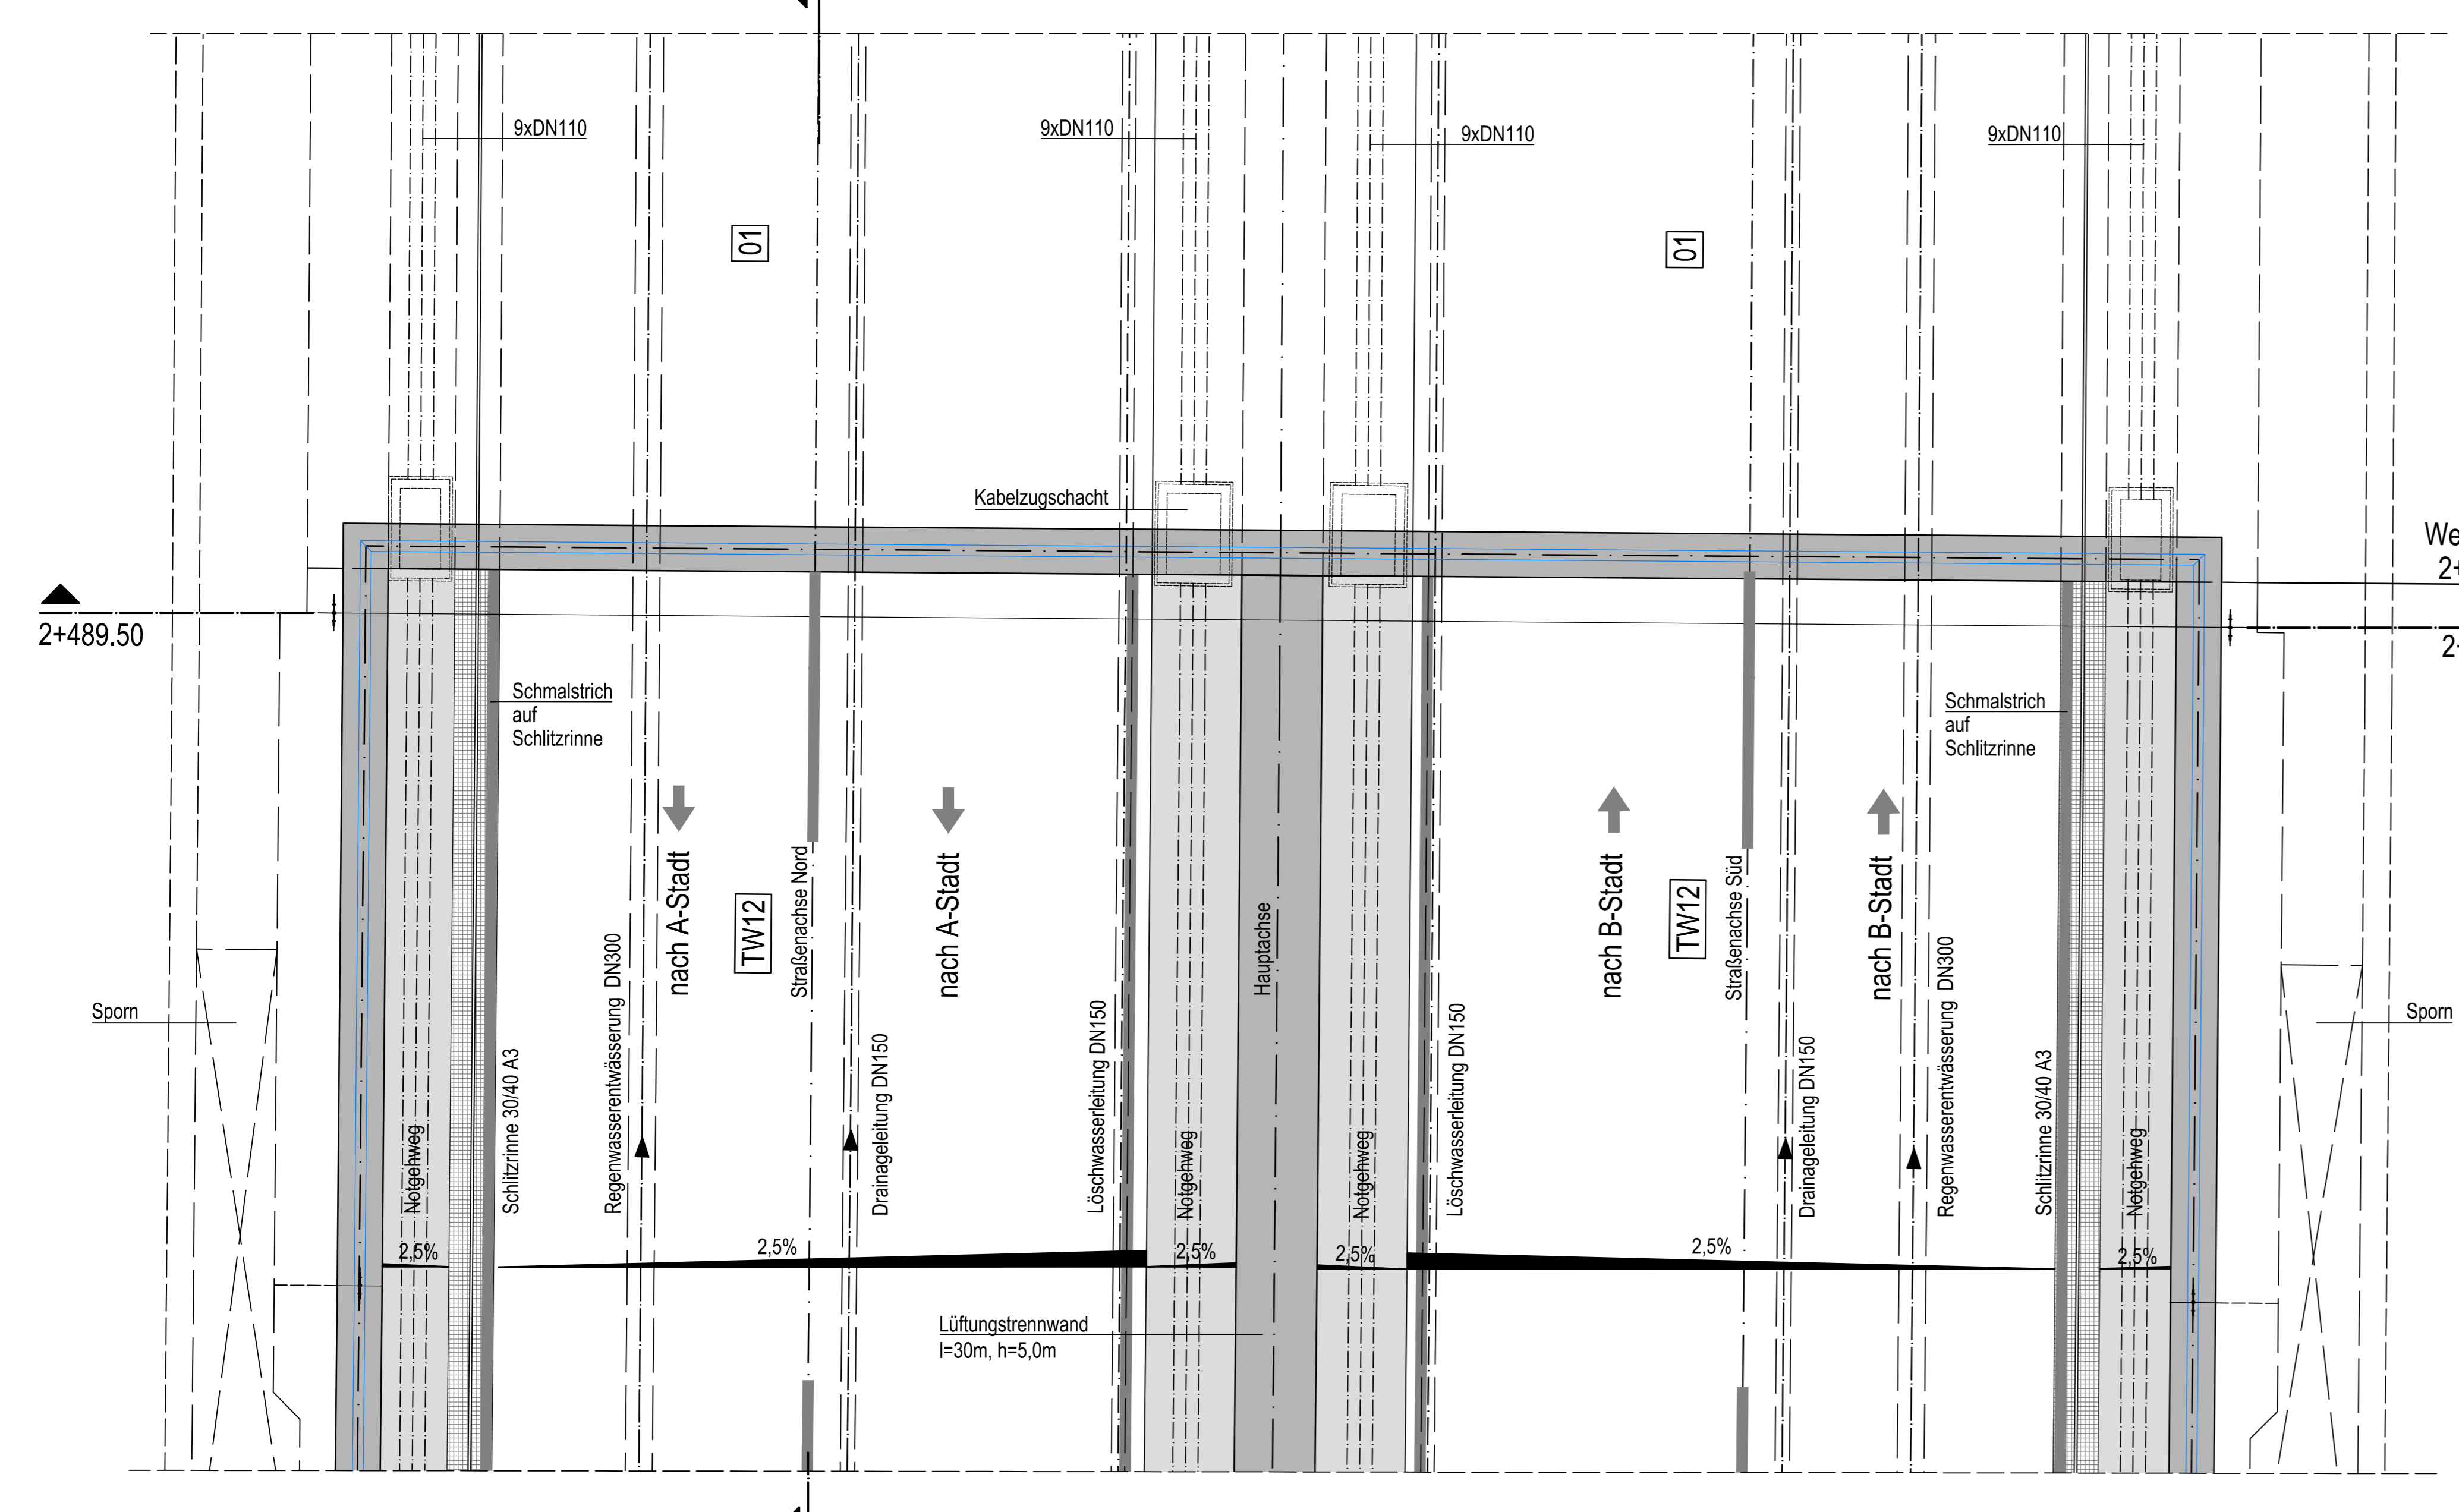 9xDN110
9xDN110
9xDN110
9xDN110
01
01
Kabelzugschacht
We
2+
2+489.50
2+
Schmalstrich
auf
Schlitzrinne
Schmalstrich
auf
Schlitzrinne
nach A-Stadt
TW12
Straßenachse Nord
nach A-Stadt
Hauptachse
nach B-Stadt
TW12
Straßenachse Süd
nach B-Stadt
Sporn
Sporn
Notgehweg
Schlitzrinne 30/40 A3
Regenwasserentwässerung DN300
Drainageleitung DN150
Löschwasserleitung DN150
Notgehweg
Notgehweg
Löschwasserleitung DN150
Drainageleitung DN150
Regenwasserentwässerung DN300
Schlitzrinne 30/40 A3
Notgehweg
2,5%
2,5%
2,5%
2,5%
2,5%
2,5%
Lüftungstrennwand
l=30m, h=5,0m